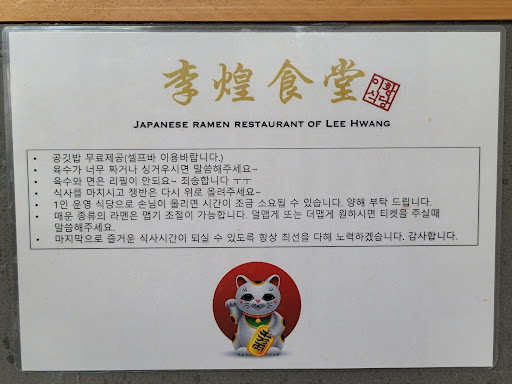 李煌食堂
이황식당
JAPANESE RAMEN RESTAURANT OF LEE HWANG
• 공깃밥 무료제공(셀프바 이용바랍니다.)
• 육수가 너무 짜거나 싱거우시면 말씀해주세요~
• 육수와 면은 리필이 안되요~ 죄송합니다 ㅜㅜ
• 식사를 마치시고 쟁반은 다시 위로 올려주세요~
• 1인 운영 식당으로 손님이 몰리면 시간이 조금 소요될 수 있습니다. 양해 부탁 드립니다.
• 매운 종류의 라맨은 맵기 조절이 가능합니다. 덜맵게 또는 더맵게 원하시면 티켓을 주실때
말씀해주세요.
• 마지막으로 즐거운 식사시간이 되실 수 있도록 항상 최선을 다해 노력하겠습니다. 감사합니다.